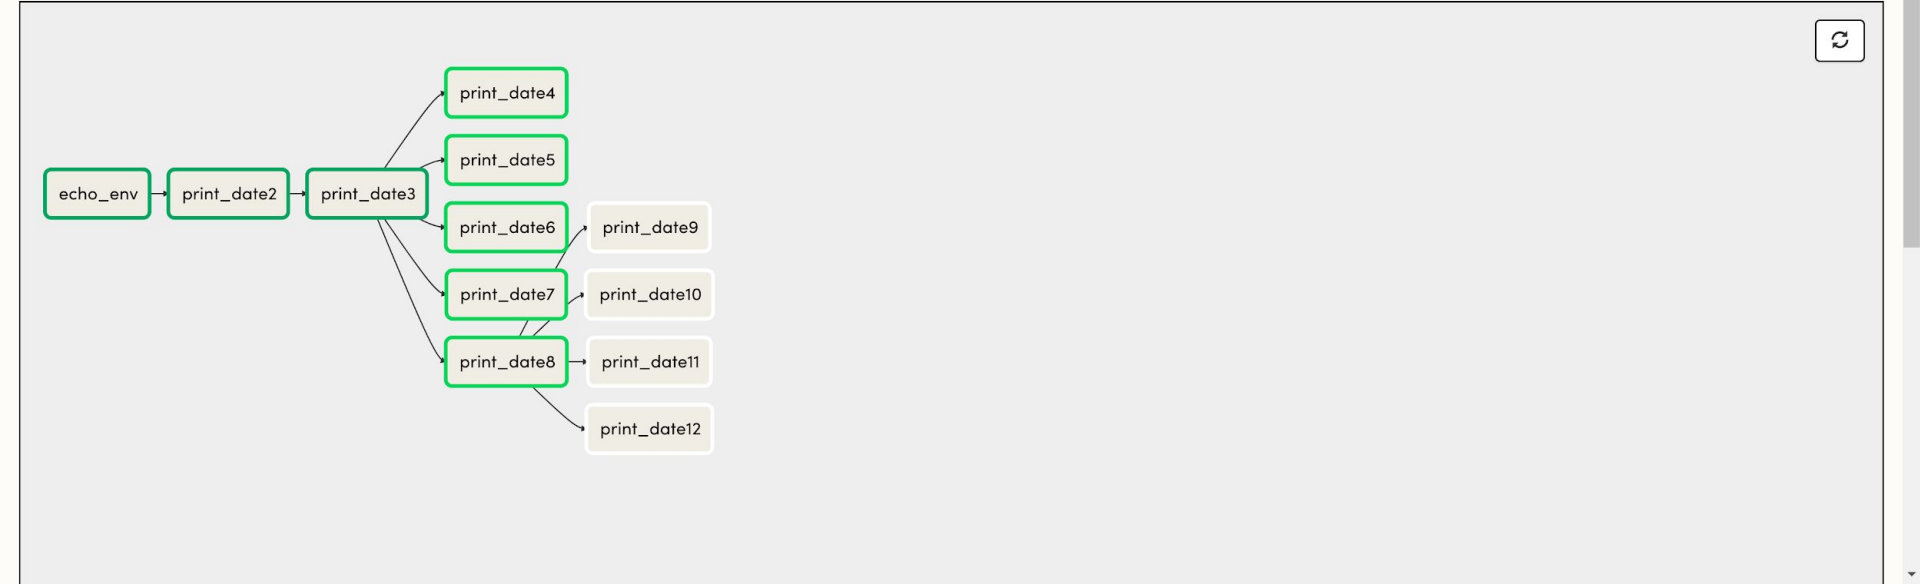 echo_env
print_date2
print_date3
print_date4
print_date5
print_date6
print_date7
print_date8
print_date9
print_date10
print_date11
print_date12